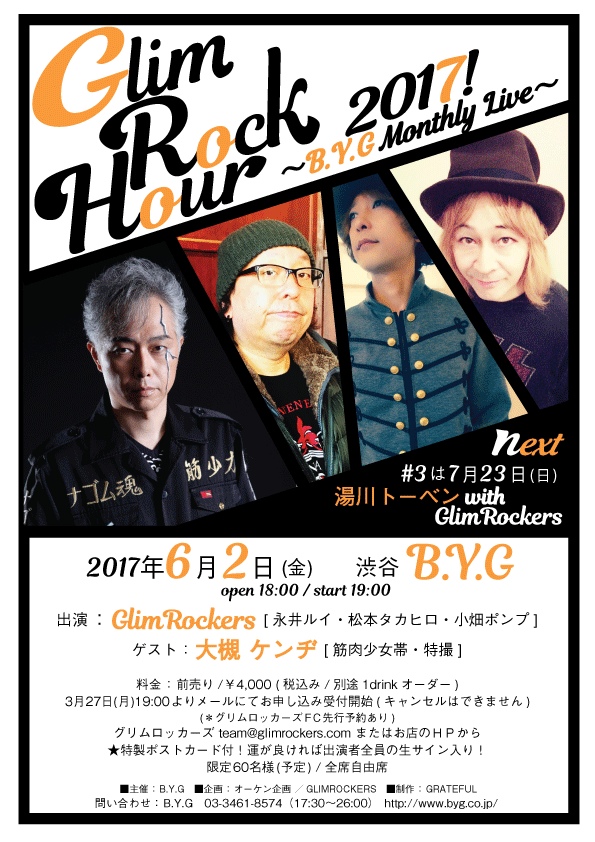 Glim
Rock
Hour 2017!
～B.Y.G Monthly Live～
ナゴム魂
筋少
next
#3は7月23日(日)
湯川トーベン with
GlimRockers
2017年6月2日(金) 渋谷 B.Y.G
open 18:00 / start 19:00
出演：GlimRockers [ 永井ルイ・松本タカヒロ・小畑ポンプ ]
ゲスト：大槻 ケンヂ [ 筋肉少女帯・特撮 ]
料金：前売り /￥4,000 ( 税込み / 別途 1drink オーダー )
3月27日(月)19:00よりメールにてお申し込み受付開始 ( キャンセルはできません )
(＊グリムロッカーズＦＣ先行予約あり )
グリムロッカーズ team@glimrockers.com またはお店のＨＰから
★特製ポストカード付！運が良ければ出演者全員の生サイン入り！
限定60名様(予定) / 全席自由席
■主催：B.Y.G ■企画：オーケン企画 ／ GLIMROCKERS ■制作：GRATEFUL
問い合わせ：B.Y.G 03-3461-8574（17:30～26:00） http://www.byg.co.jp/